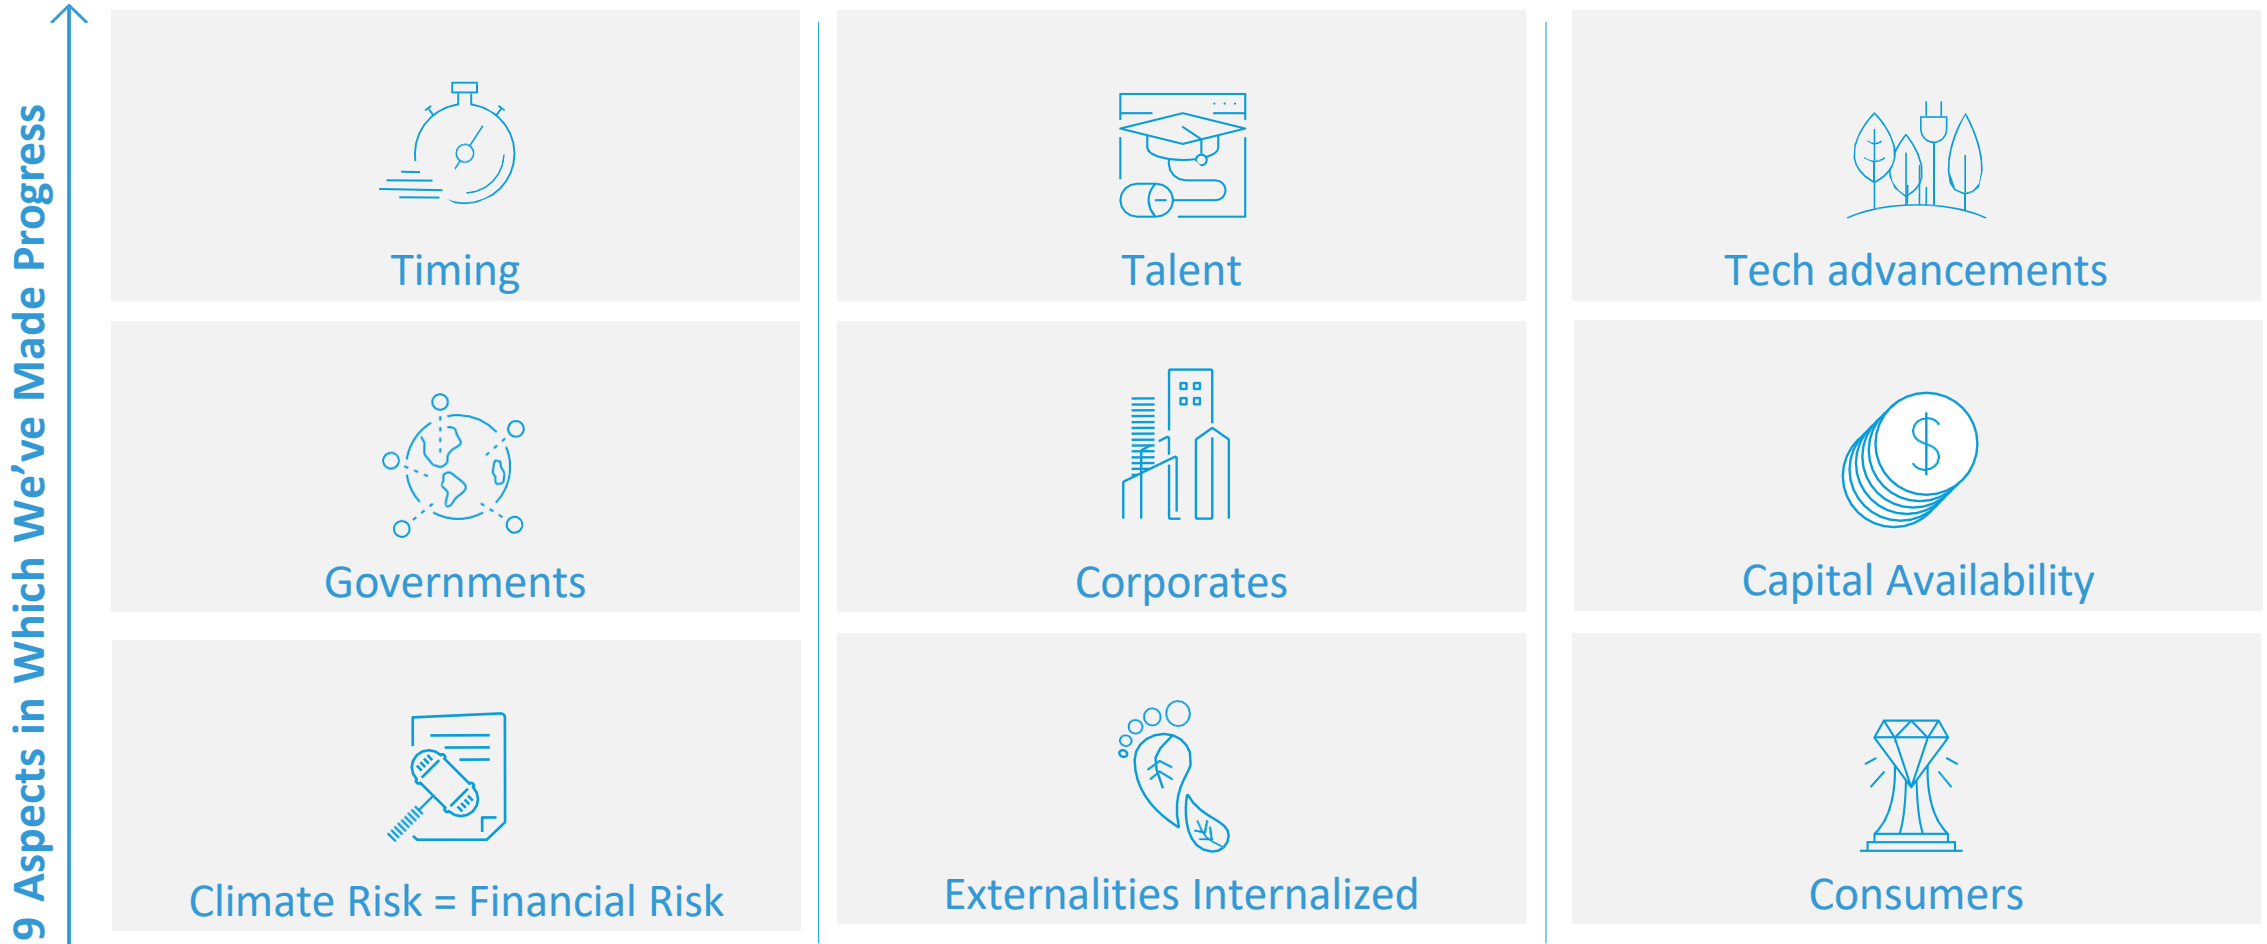 9 Aspects in Which We’ve Made Progress
Timing
Talent
Tech advancements
Governments
Corporates
$
Capital Availability
Climate Risk = Financial Risk
Externalities Internalized
Consumers